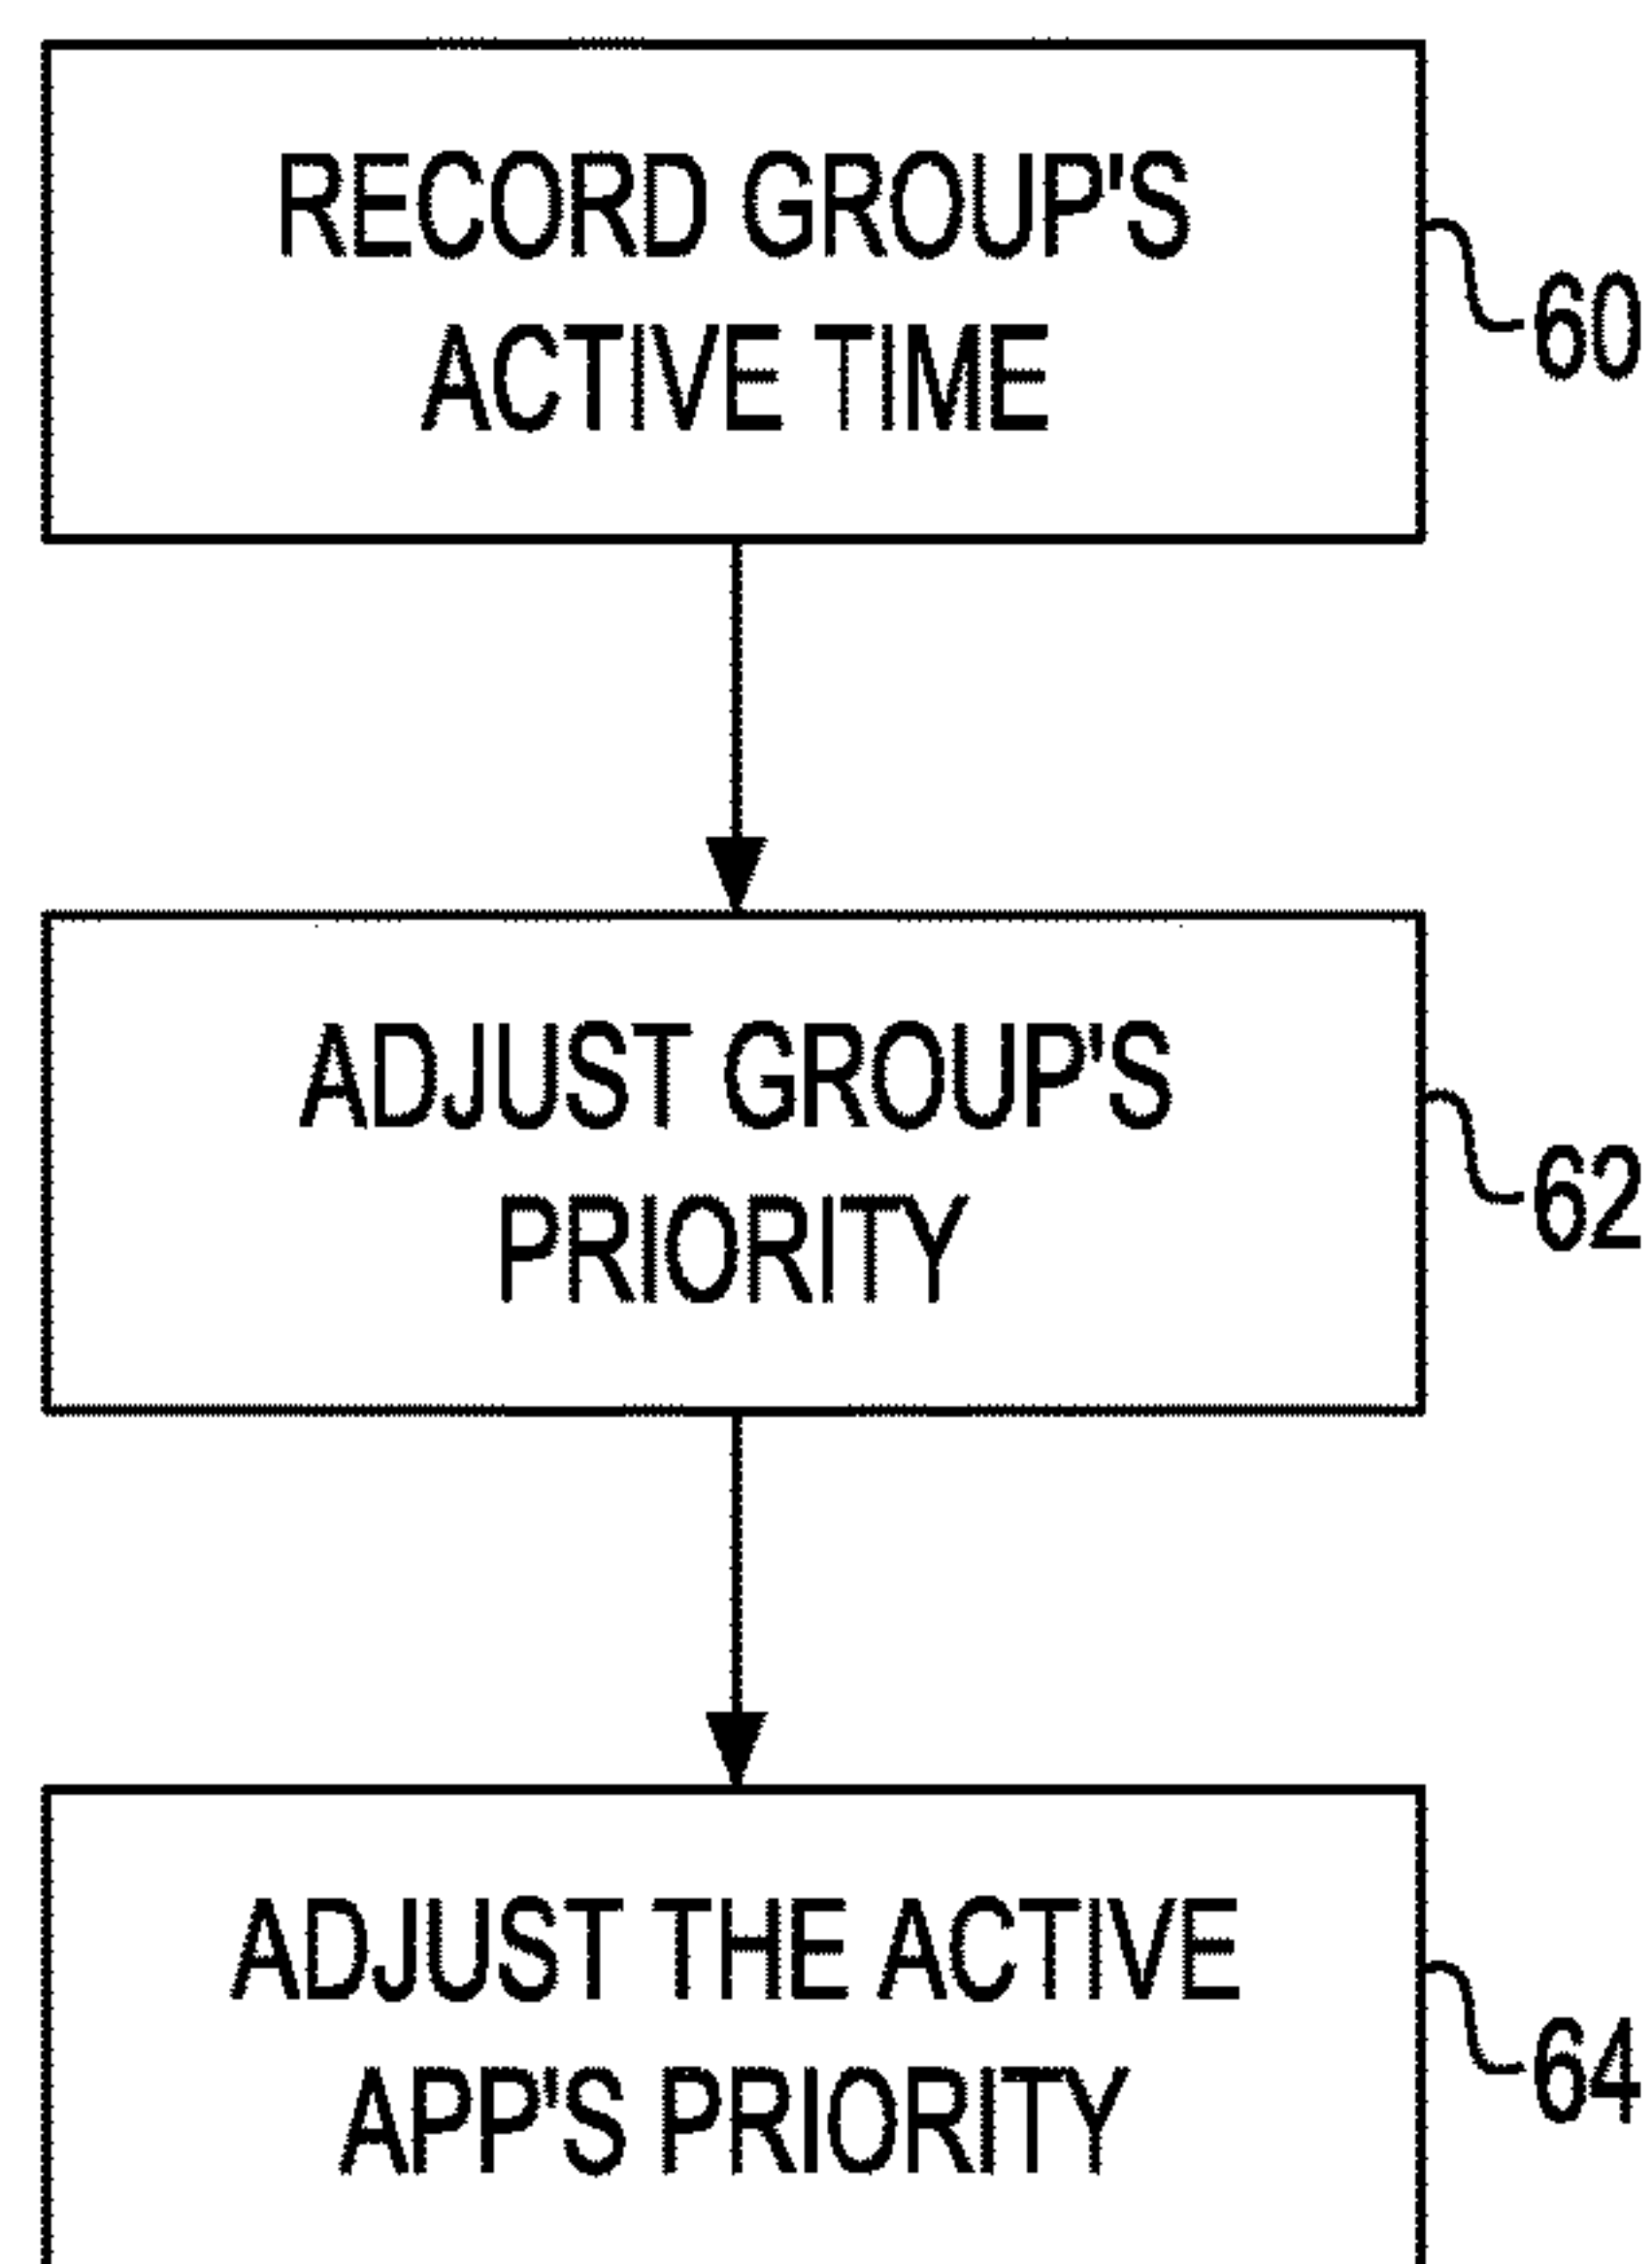 RECORD GROUP'S
ACTIVE TIME
60
ADJUST GROUP'S
PRIORITY
62
ADJUST THE ACTIVE
APP'S PRIORITY
64